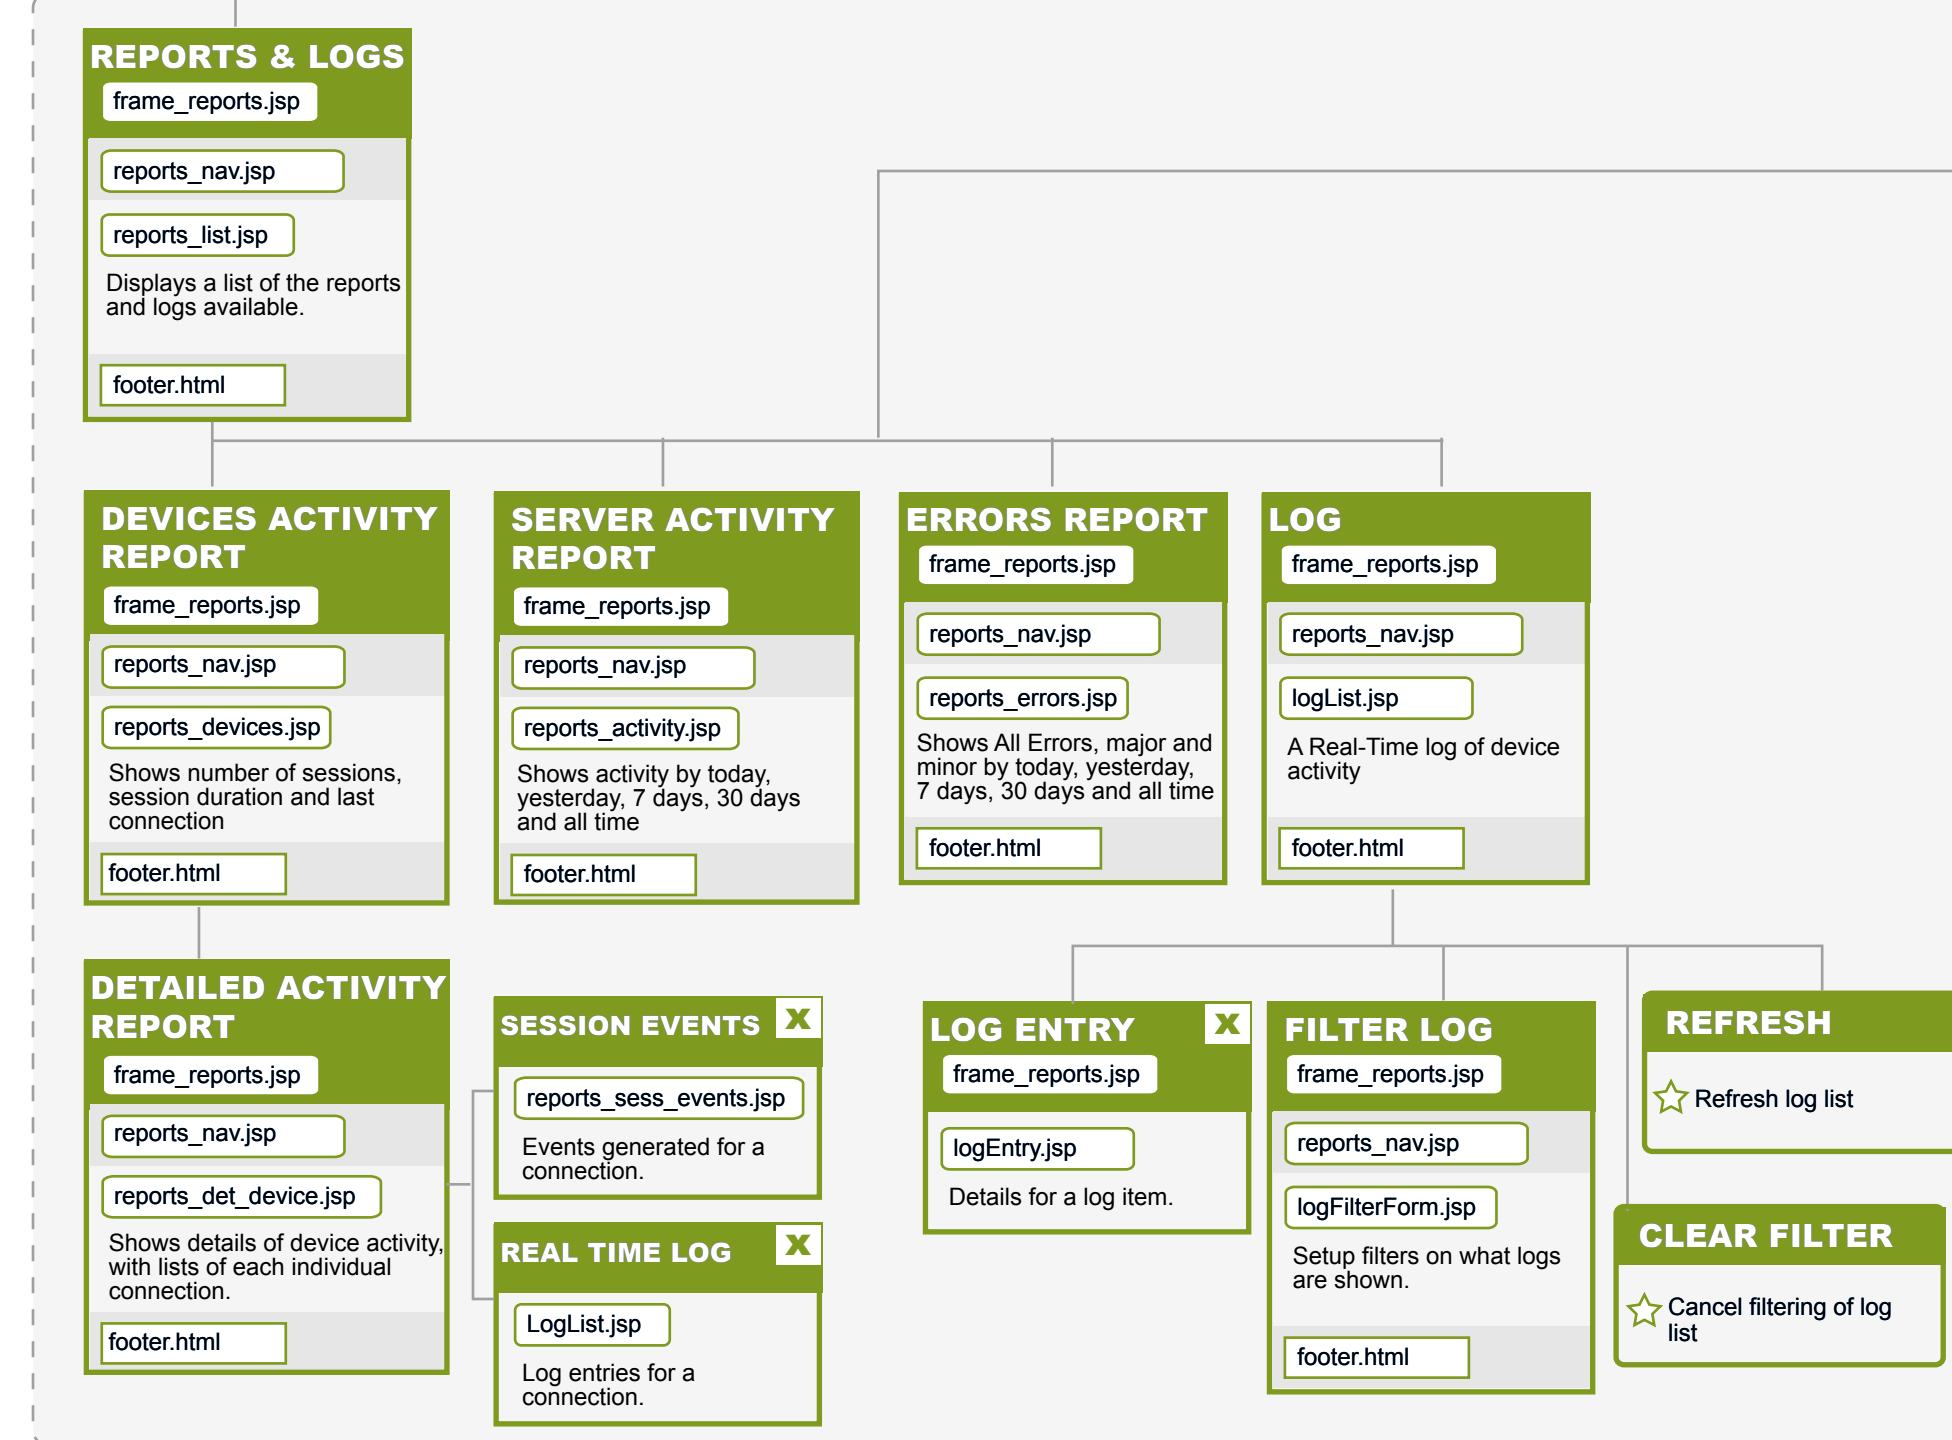 REPORTS & LOGS
frame_reports.jsp
reports_nav.jsp
reports_list.jsp
Displays a list of the reports
and logs available.
footer.html
DEVICES ACTIVITY
REPORT
frame_reports.jsp
reports_nav.jsp
reports_devices.jsp
Shows number of sessions,
session duration and last
connection
footer.html
SERVER ACTIVITY
REPORT
frame_reports.jsp
reports_nav.jsp
reports_activity.jsp
Shows activity by today,
yesterday, 7 days, 30 days
and all time
footer.html
ERRORS REPORT
frame_reports.jsp
reports_nav.jsp
reports_errors.jsp
Shows All Errors, major and
minor by today, yesterday,
7 days, 30 days and all time
footer.html
LOG
frame_reports.jsp
reports_nav.jsp
logList.jsp
A Real-Time log of device
activity
footer.html
DETAILED ACTIVITY
REPORT
frame_reports.jsp
reports_nav.jsp
reports_det_device.jsp
Shows details of device activity,
with lists of each individual
connection.
footer.html
SESSION EVENTS X
reports_sess_events.jsp
Events generated for a
connection.
REAL TIME LOG X
LogList.jsp
Log entries for a
connection.
LOG ENTRY X
frame_reports.jsp
logEntry.jsp
Details for a log item.
FILTER LOG
frame_reports.jsp
reports_nav.jsp
logFilterForm.jsp
Setup filters on what logs
are shown.
footer.html
REFRESH
Refresh log list
CLEAR FILTER
Cancel filtering of log
list